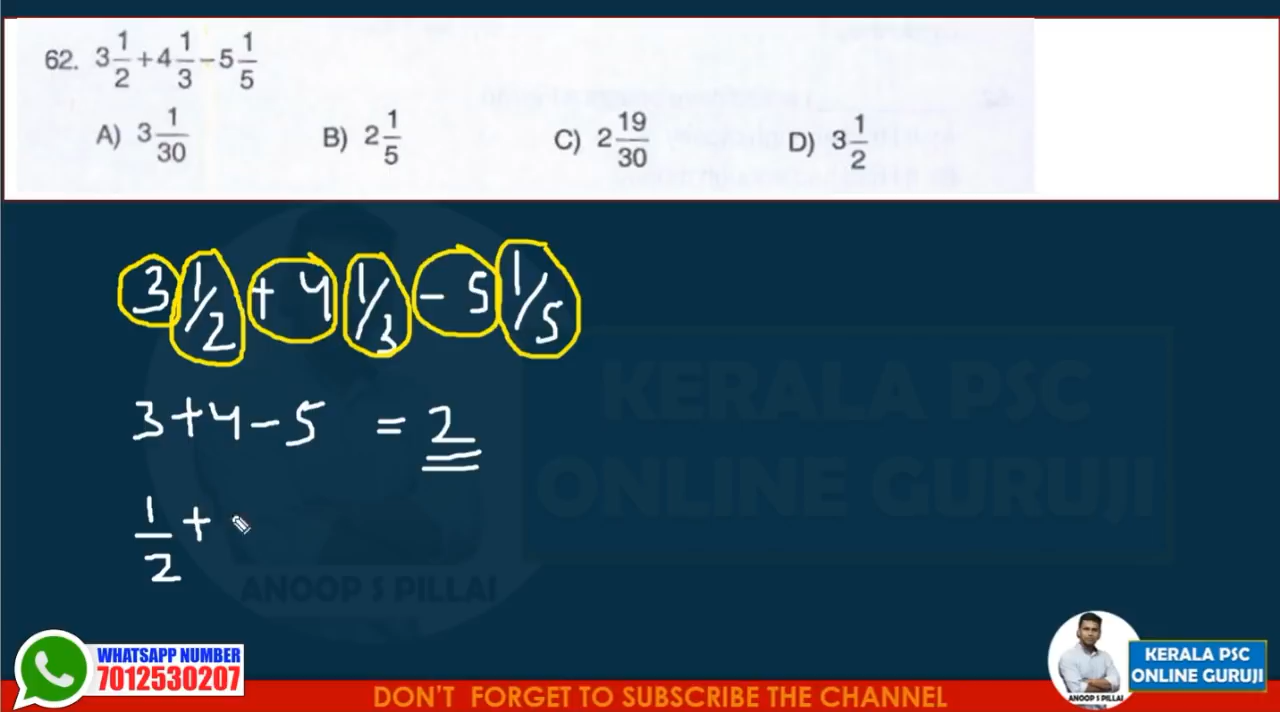 62. 3 1/2 + 4 1/3 - 5 1/5
A) 3 1/30 B) 2 1/5 C) 2 19/30 D) 3 1/2
3 1/2 + 4 1/3 - 5 1/5
3+4-5 = 2
1/2 +
KERALA PSC
ONLINE GURUJI
ANOOP S PILLAI
WHATSAPP NUMBER
7012530207
DON'T FORGET TO SUBSCRIBE THE CHANNEL
ANOOP S PILLAI
KERALA PSC
ONLINE GURUJI